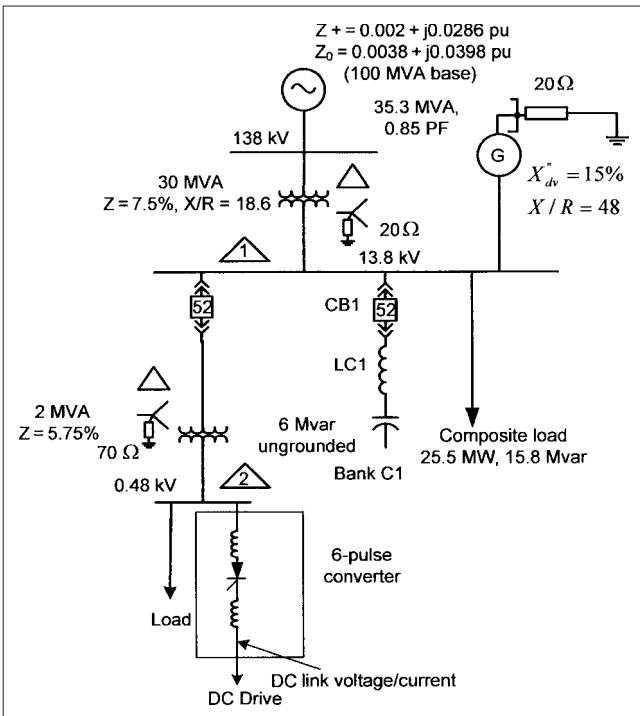 Z + = 0.002 + j0.0286 pu
Z₀ = 0.0038 + j0.0398 pu
(100 MVA base)
20 Ω
35.3 MVA,
0.85 PF
138 kV
G
X"dv = 15%
X / R = 48
30 MVA
Z = 7.5%, X/R = 18.6
20 Ω
1
13.8 kV
52
CB1
52
LC1
2 MVA
Z = 5.75%
70 Ω
6 Mvar
ungrounded
Bank C1
Composite load
25.5 MW, 15.8 Mvar
0.48 kV
2
6-pulse
converter
Load
DC link voltage/current
DC Drive